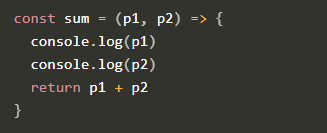 const sum = (p1, p2) => {
  console.log(p1)
  console.log(p2)
  return p1 + p2
}